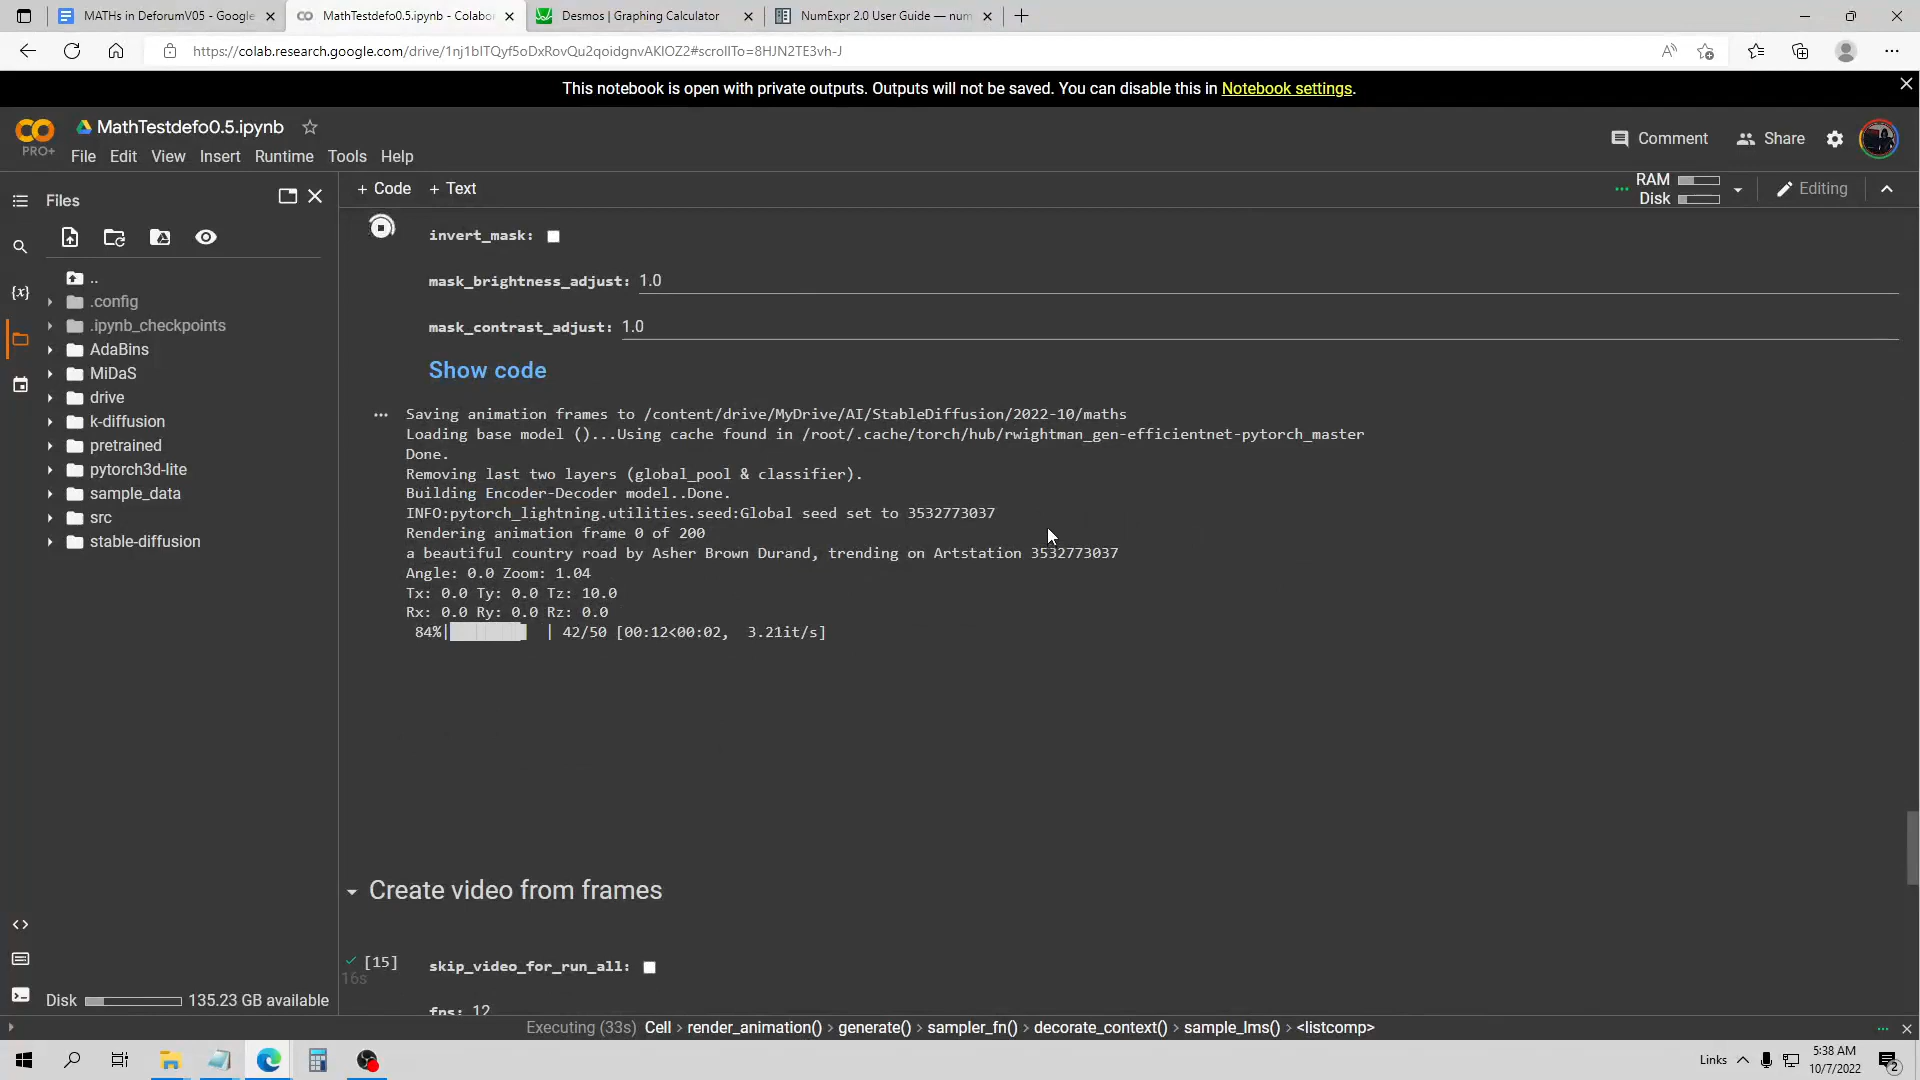 MATHs in DeforumV05 - Google
MathTestdefo0.5.ipynb - Colabo
Desmos | Graphing Calculator
NumExpr 2.0 User Guide — num
https://colab.research.google.com/drive/1nj1bITQyf5oDxRovQu2qoidgnvAKIOZ2#scrollTo=8HJN2TE3vh-J
This notebook is open with private outputs. Outputs will not be saved. You can disable this in Notebook settings.
PRO+
MathTestdefo0.5.ipynb
File Edit View Insert Runtime Tools Help
Comment
Share
Files
+ Code + Text
RAM
Disk
Editing
..
.config
.ipynb_checkpoints
AdaBins
MiDaS
drive
k-diffusion
pretrained
pytorch3d-lite
sample_data
src
stable-diffusion
Disk 135.23 GB available
invert_mask:
mask_brightness_adjust: 1.0
mask_contrast_adjust: 1.0
Show code
Saving animation frames to /content/drive/MyDrive/AI/StableDiffusion/2022-10/maths
Loading base model ()...Using cache found in /root/.cache/torch/hub/rwightman_gen-efficientnet-pytorch_master
Done.
Removing last two layers (global_pool & classifier).
Building Encoder-Decoder model..Done.
INFO:pytorch_lightning.utilities.seed:Global seed set to 3532773037
Rendering animation frame 0 of 200
a beautiful country road by Asher Brown Durand, trending on Artstation 3532773037
Angle: 0.0 Zoom: 1.04
Tx: 0.0 Ty: 0.0 Tz: 10.0
Rx: 0.0 Ry: 0.0 Rz: 0.0
84%| | 42/50 [00:12<00:02, 3.21it/s]
Create video from frames
[15]
16s
skip_video_for_run_all:
fps: 12
Executing (33s) Cell > render_animation() > generate() > sampler_fn() > decorate_context() > sample_lms() > <listcomp>
Links
5:38 AM
10/7/2022
2